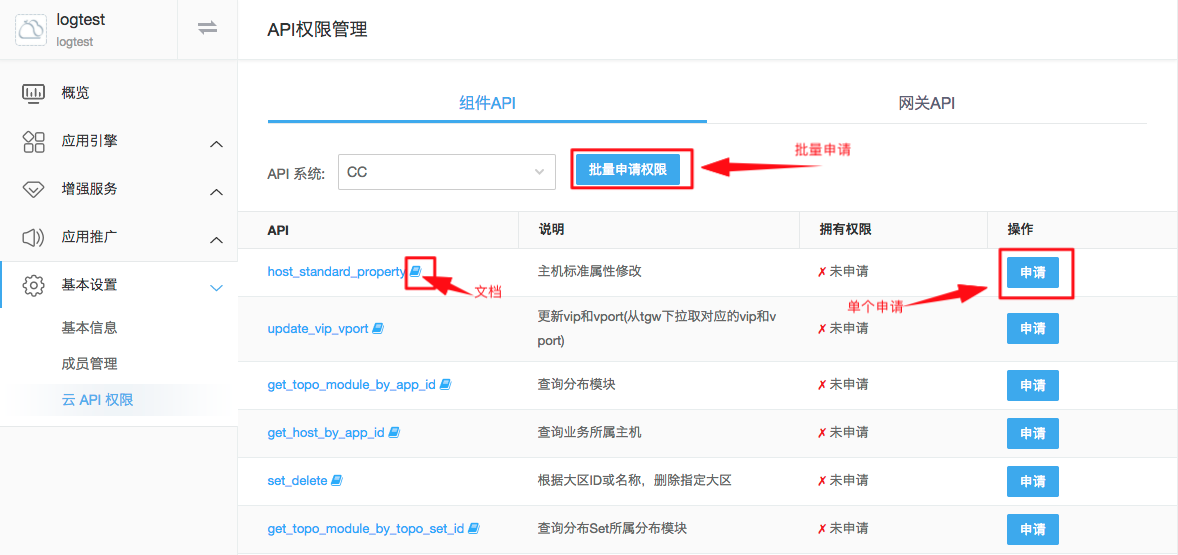 logtest
logtest
API权限管理
概览
应用引擎
增强服务
应用推广
基本设置
基本信息
成员管理
云 API 权限
组件API
网关API
API 系统:
CC
批量申请权限
批量申请
API
说明
拥有权限
操作
host_standard_property
文档
主机标准属性修改
✗ 未申请
单个申请
申请
update_vip_vport
更新vip和vport(从tgw下拉取对应的vip和v
port)
✗ 未申请
申请
get_topo_module_by_app_id
查询分布模块
✗ 未申请
申请
get_host_by_app_id
查询业务所属主机
✗ 未申请
申请
set_delete
根据大区ID或名称，删除指定大区
✗ 未申请
申请
get_topo_module_by_topo_set_id
查询分布Set所属分布模块
✗ 未申请
申请